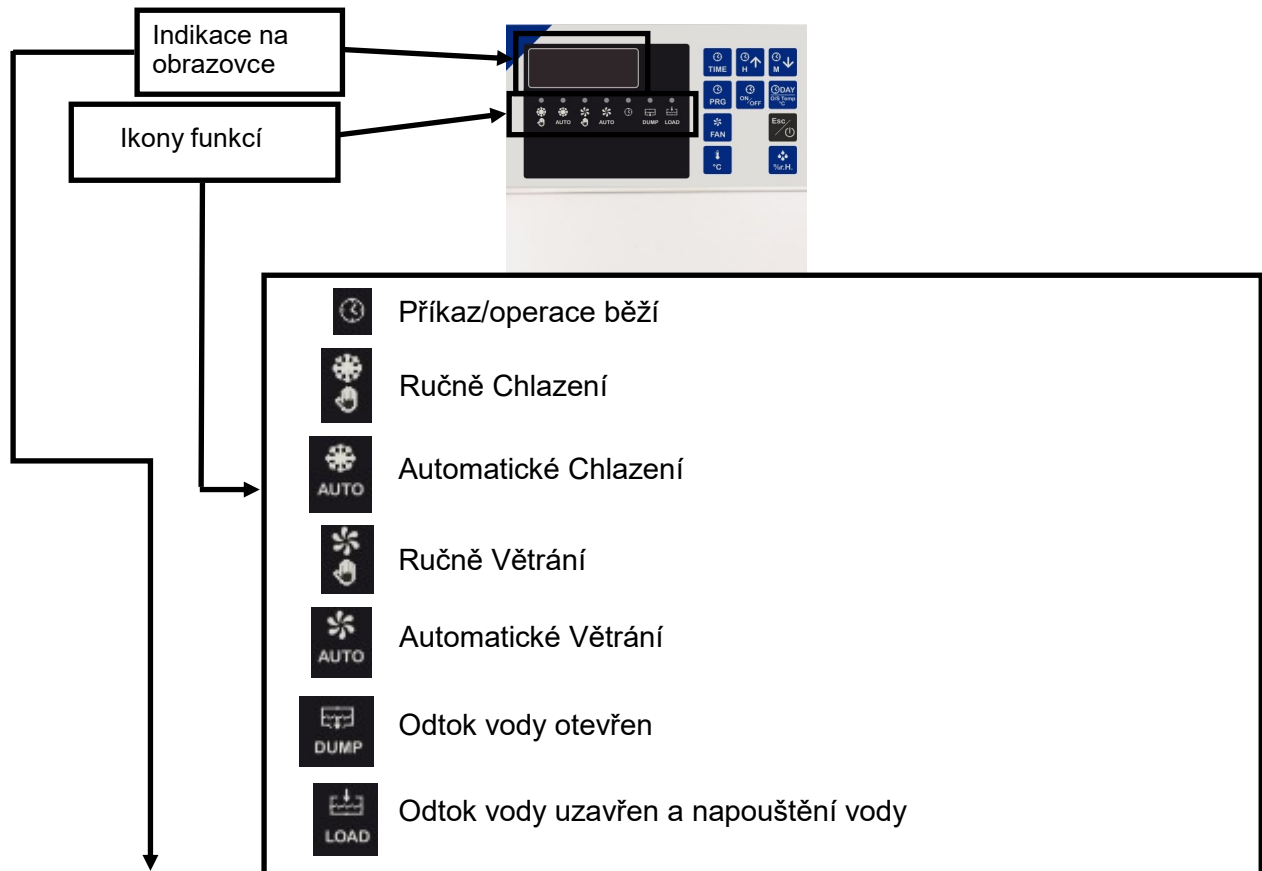 Indikace na
obrazovce
Ikony funkcí
TIME
H
M
PRG
ON/OFF
DAY
O/S Temp
°C
FAN
Esc
°C
%r.H.
AUTO
AUTO
DUMP
LOAD
Příkaz/operace běží
Ručně Chlazení
AUTO
Automatické Chlazení
Ručně Větrání
AUTO
Automatické Větrání
DUMP
Odtok vody otevřen
LOAD
Odtok vody uzavřen a napouštění vody